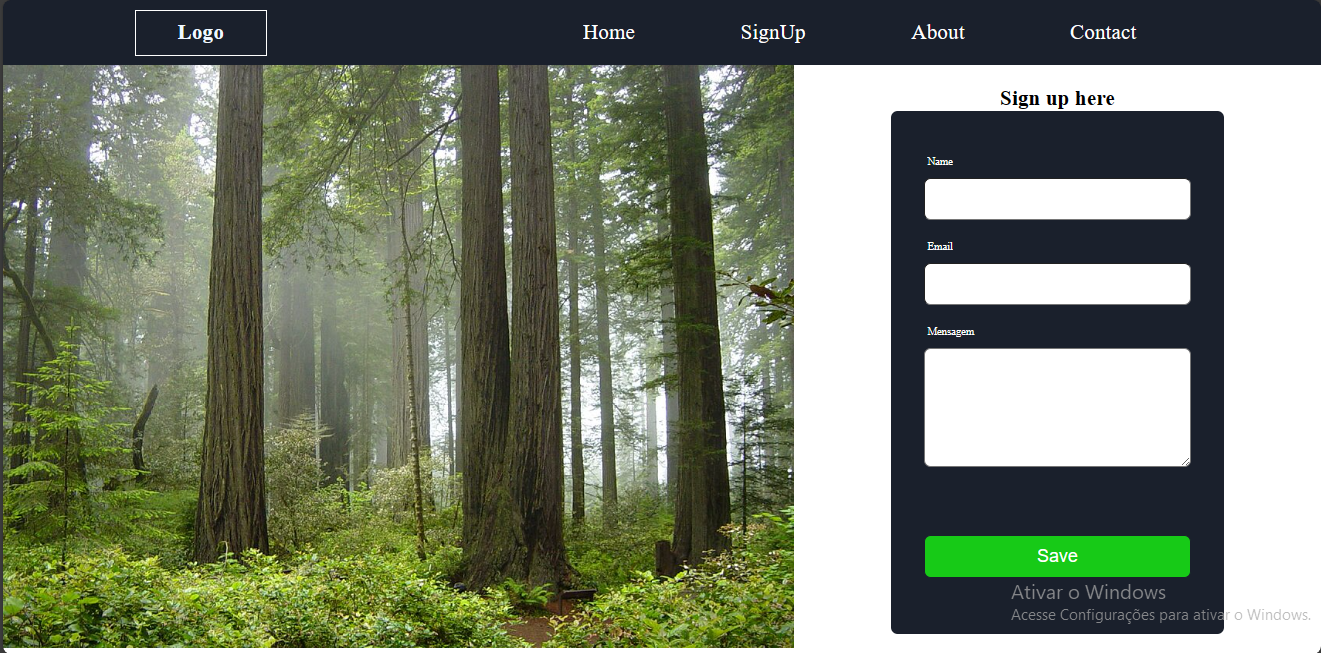 Logo
Home SignUp About Contact
Sign up here
Name
Email
Mensagem
Save
Ativar o Windows
Acesse Configurações para ativar o Windows.